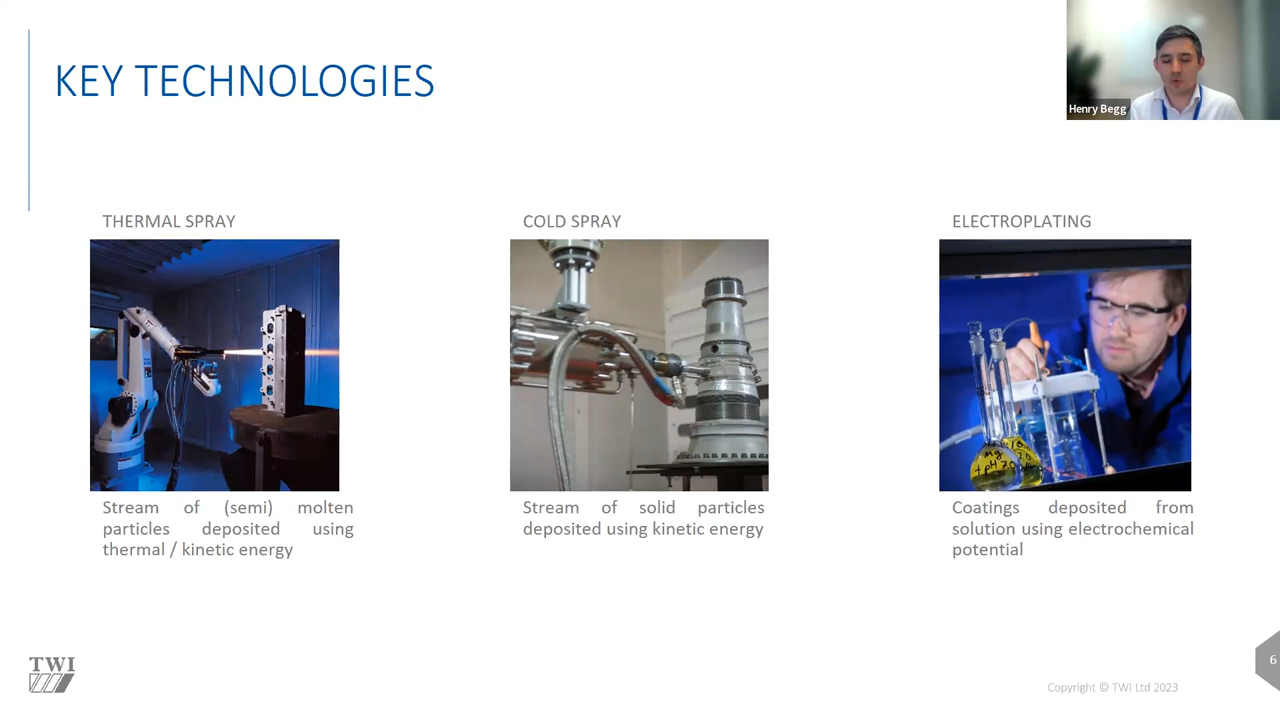 KEY TECHNOLOGIES
Henry Begg
THERMAL SPRAY
Stream of (semi) molten
particles deposited using
thermal / kinetic energy
COLD SPRAY
Stream of solid particles
deposited using kinetic energy
ELECTROPLATING
Coatings deposited from
solution using electrochemical
potential
TWI
Copyright © TWI Ltd 2023
6